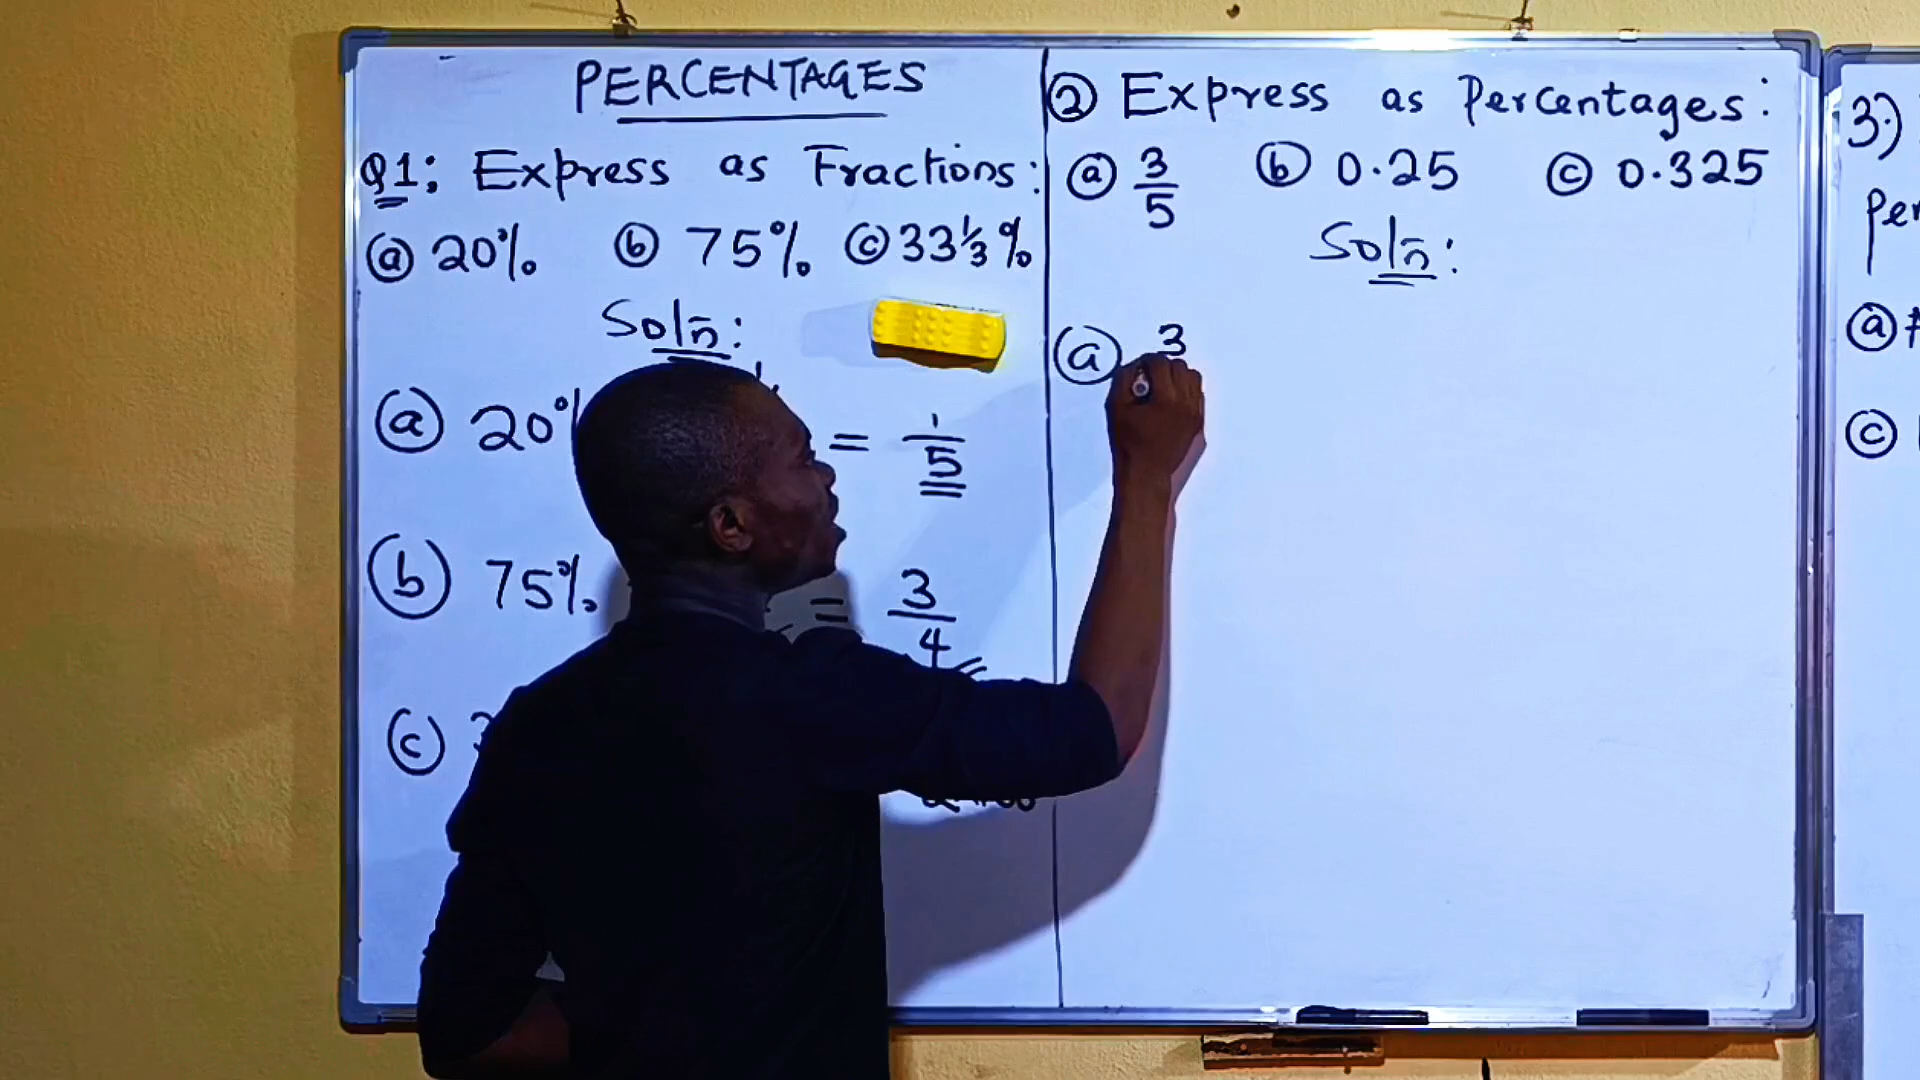 PERCENTAGES
Q1: Express as Fractions:
ⓐ 20% ⓑ 75% ⓒ 33⅓%
Soln̄:
ⓐ 20% = 1/5
ⓑ 75% = 3/4
ⓒ
② Express as Percentages:
ⓐ 3/5 ⓑ 0.25 ⓒ 0.325
Soln̄:
ⓐ 3
3.)
ⓐ
ⓒ